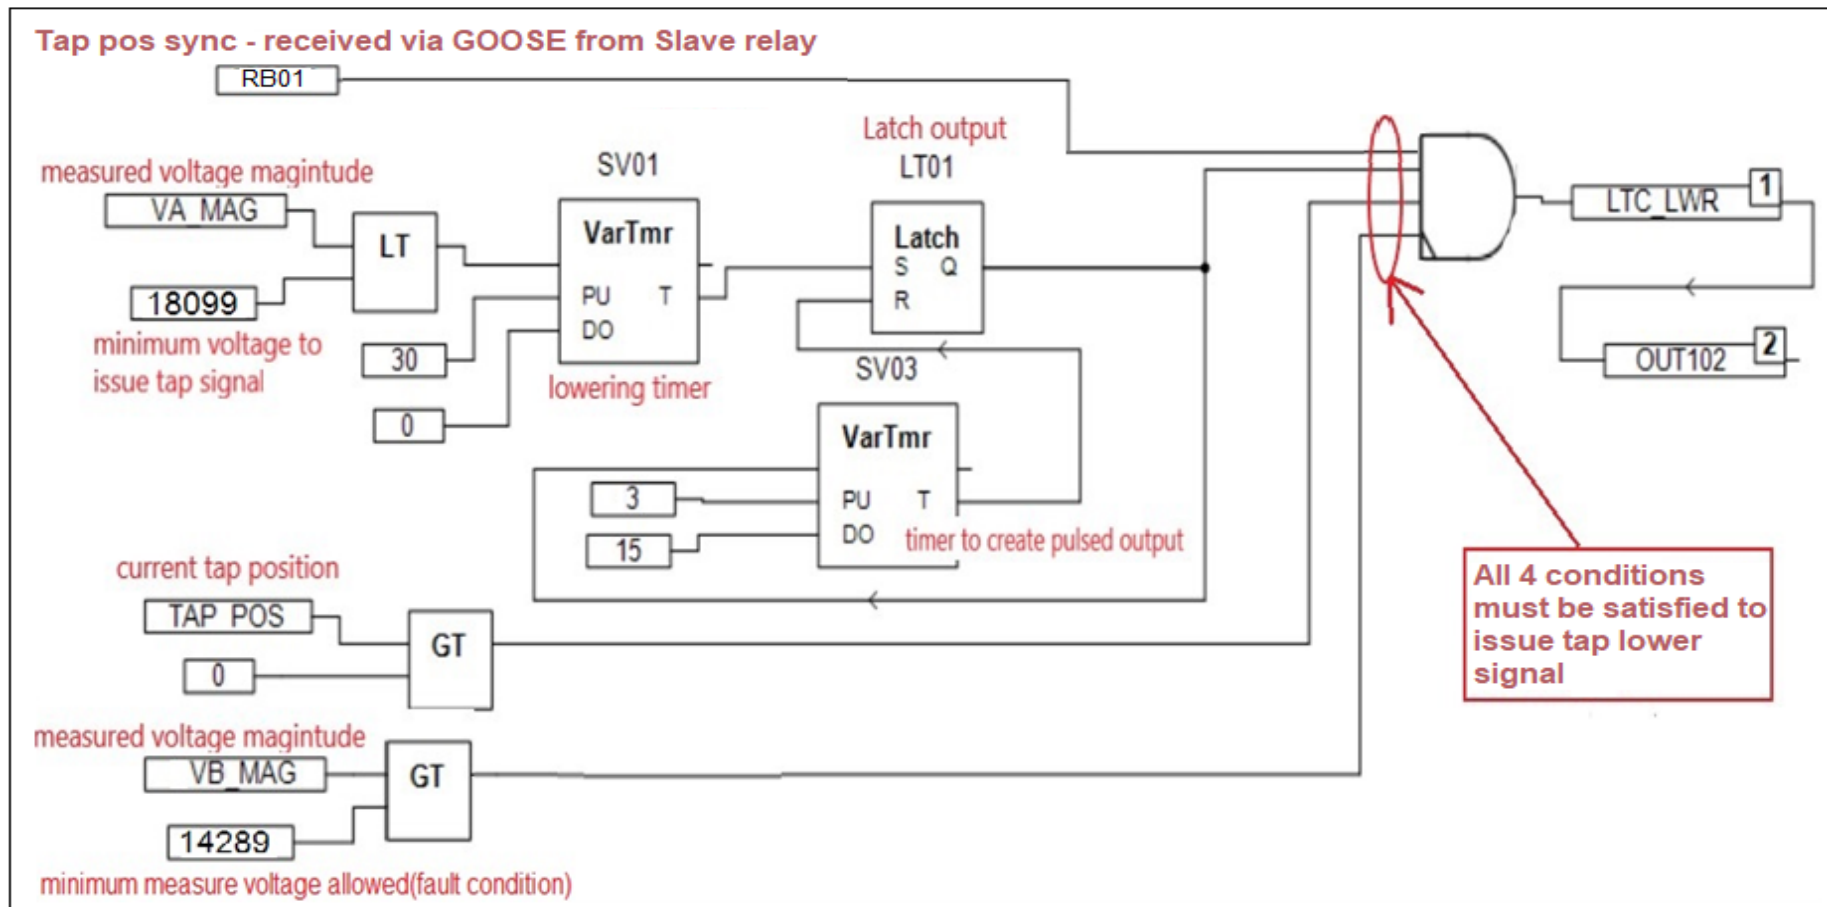 Tap pos sync - received via GOOSE from Slave relay
RB01
measured voltage magintude
VA_MAG
LT
18099
minimum voltage to
issue tap signal
30
0
SV01
VarTmr
PU T
DO
lowering timer
Latch output
LT01
Latch
S Q
R
SV03
VarTmr
3
PU T
15
DO
timer to create pulsed output
LTC_LWR
1
OUT102
2
All 4 conditions
must be satisfied to
issue tap lower
signal
current tap position
TAP_POS
GT
0
measured voltage magintude
VB_MAG
GT
14289
minimum measure voltage allowed(fault condition)